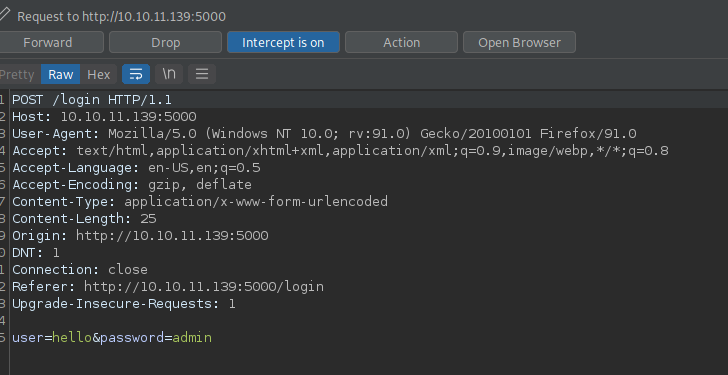 Request to http://10.10.11.139:5000
Forward Drop Intercept is on Action Open Browser
Pretty Raw Hex \n
1 POST /login HTTP/1.1
2 Host: 10.10.11.139:5000
3 User-Agent: Mozilla/5.0 (Windows NT 10.0; rv:91.0) Gecko/20100101 Firefox/91.0
4 Accept: text/html,application/xhtml+xml,application/xml;q=0.9,image/webp,*/*;q=0.8
5 Accept-Language: en-US,en;q=0.5
6 Accept-Encoding: gzip, deflate
7 Content-Type: application/x-www-form-urlencoded
8 Content-Length: 25
9 Origin: http://10.10.11.139:5000
0 DNT: 1
1 Connection: close
2 Referer: http://10.10.11.139:5000/login
3 Upgrade-Insecure-Requests: 1
4
5 user=hello&password=admin